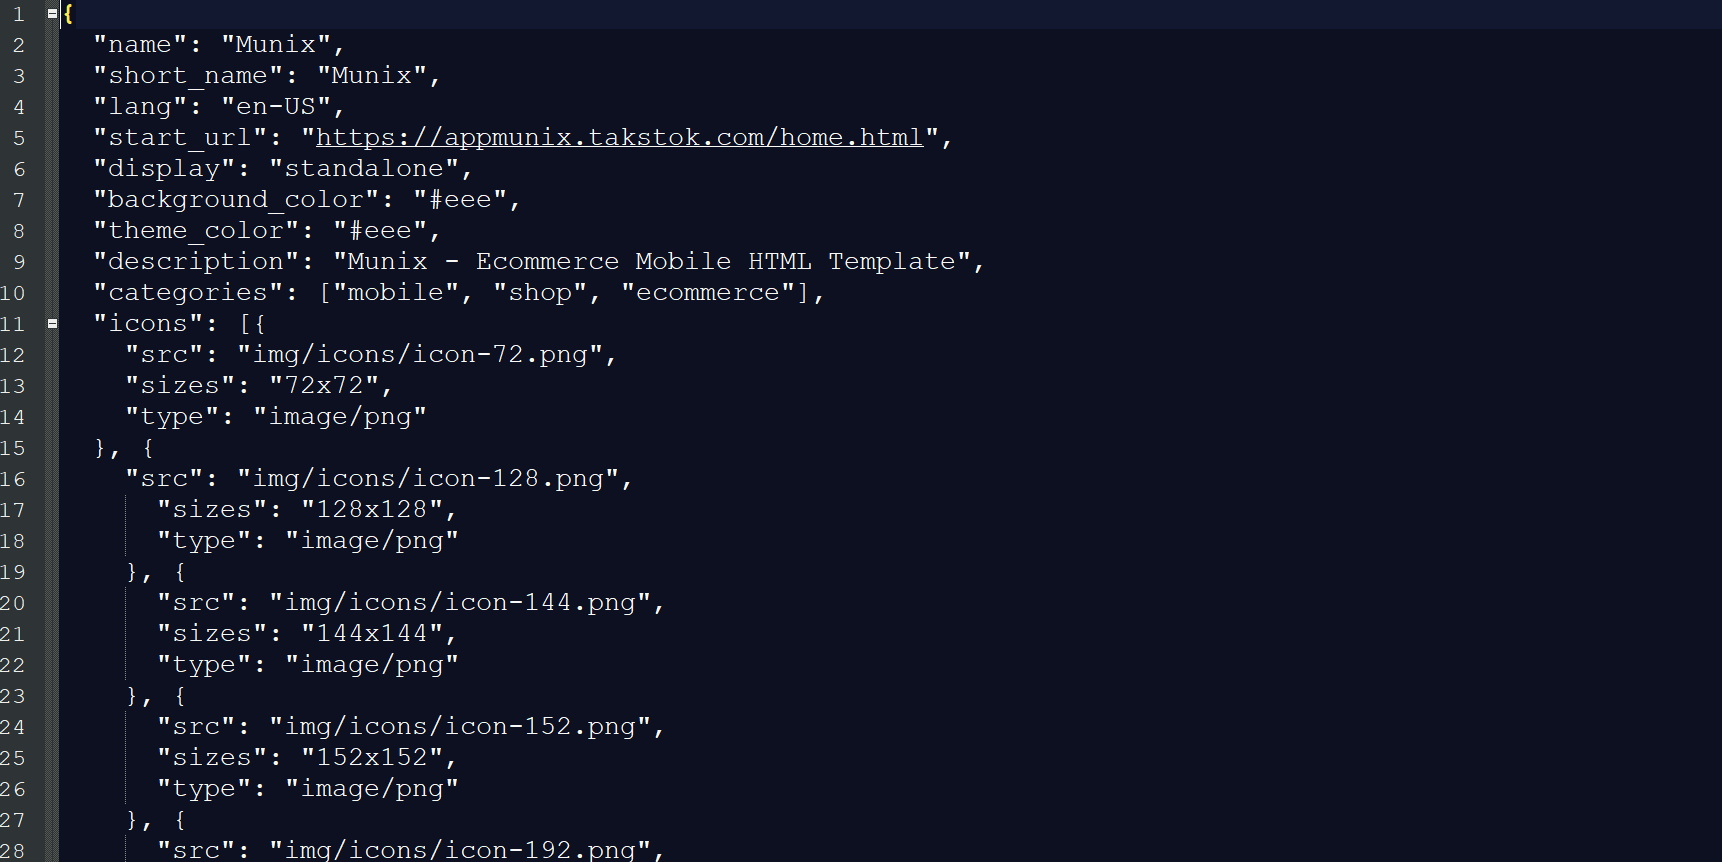 1 {
2 "name": "Munix",
3 "short_name": "Munix",
4 "lang": "en-US",
5 "start_url": "https://appmunix.takstok.com/home.html",
6 "display": "standalone",
7 "background_color": "#eee",
8 "theme_color": "#eee",
9 "description": "Munix - Ecommerce Mobile HTML Template",
10 "categories": ["mobile", "shop", "ecommerce"],
11 "icons": [{
12 "src": "img/icons/icon-72.png",
13 "sizes": "72x72",
14 "type": "image/png"
15 }, {
16 "src": "img/icons/icon-128.png",
17 "sizes": "128x128",
18 "type": "image/png"
19 }, {
20 "src": "img/icons/icon-144.png",
21 "sizes": "144x144",
22 "type": "image/png"
23 }, {
24 "src": "img/icons/icon-152.png",
25 "sizes": "152x152",
26 "type": "image/png"
27 }, {
28 "src": "img/icons/icon-192.png",